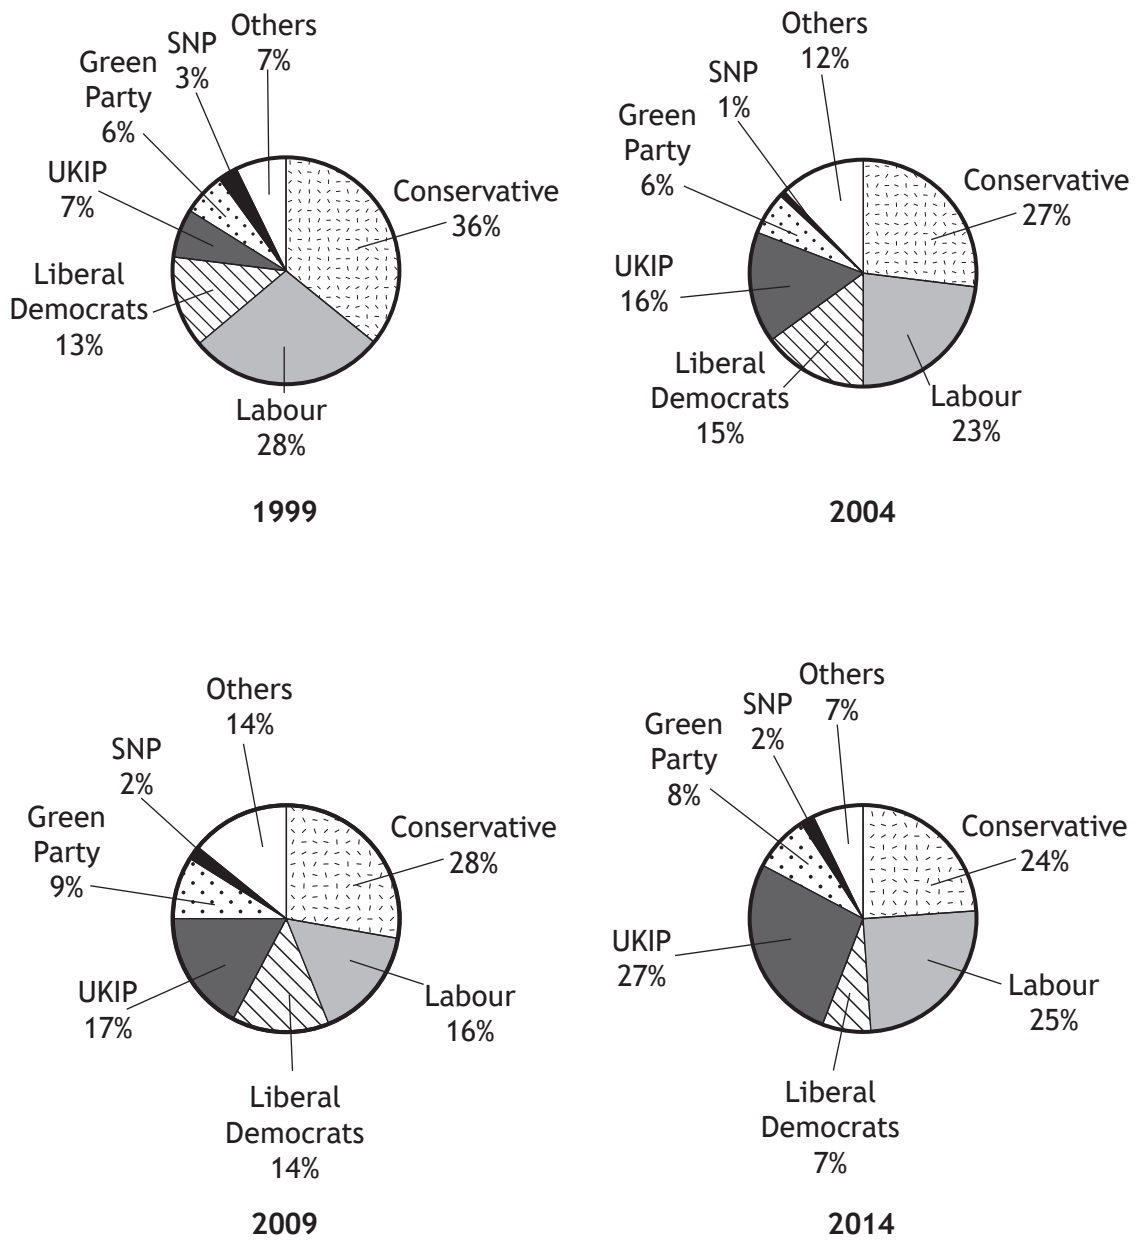 Others
7%
SNP
3%
Green
Party
6%
UKIP
7%
Conservative
36%
Liberal
Democrats
13%
Labour
28%
1999
Others
12%
SNP
1%
Green
Party
6%
Conservative
27%
UKIP
16%
Liberal
Democrats
15%
Labour
23%
2004
Others
14%
SNP
2%
Green
Party
9%
Conservative
28%
UKIP
17%
Labour
16%
Liberal
Democrats
14%
2009
Others
7%
SNP
2%
Green
Party
8%
Conservative
24%
UKIP
27%
Labour
25%
Liberal
Democrats
7%
2014